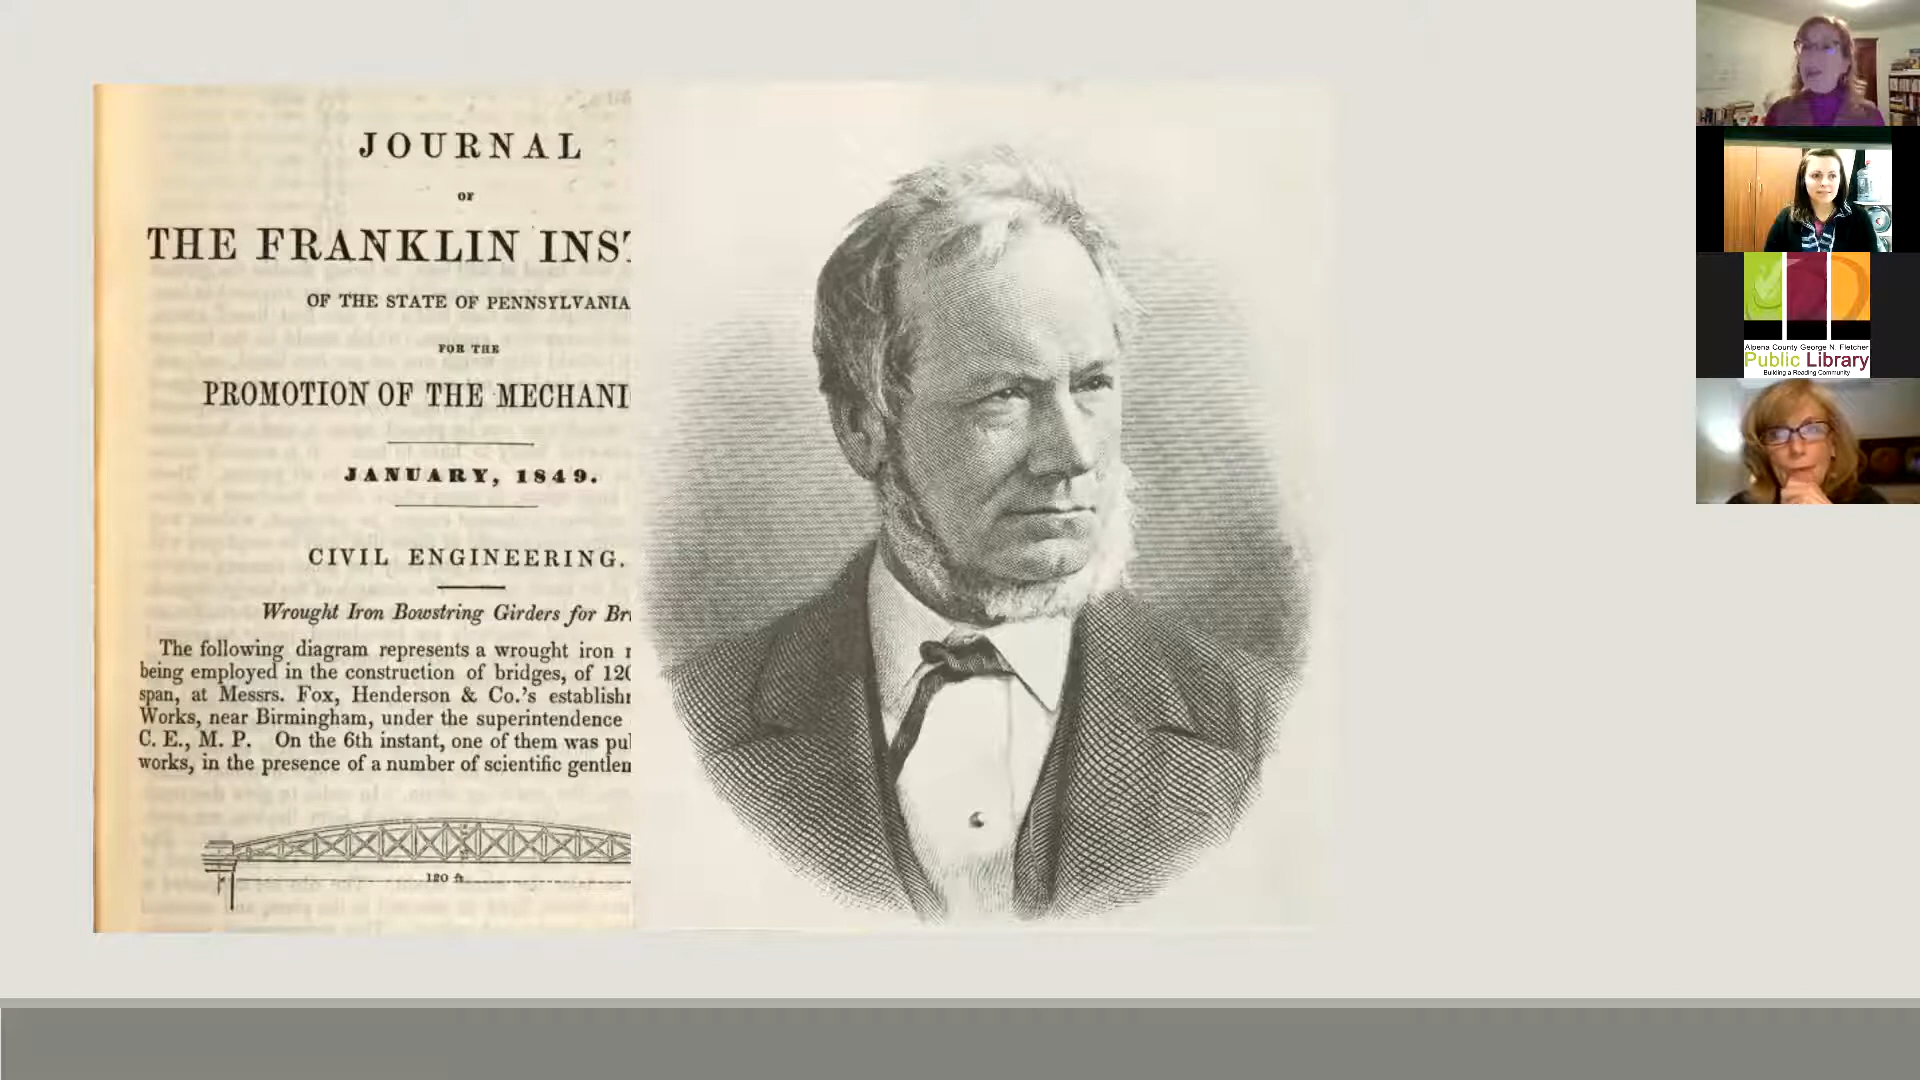 JOURNAL
OF
THE FRANKLIN INS
OF THE STATE OF PENNSYLVANIA
FOR THE
PROMOTION OF THE MECHANI
JANUARY, 1849.
CIVIL ENGINEERING.
Wrought Iron Bowstring Girders for Br
The following diagram represents a wrought iron
being employed in the construction of bridges, of 120
span, at Messrs. Fox, Henderson & Co.'s establish
Works, near Birmingham, under the superintendence
C. E., M. P. On the 6th instant, one of them was pu
works, in the presence of a number of scientific gentlem
120 ft.
Alpena County George N. Fletcher
Public Library
Building a Reading Community